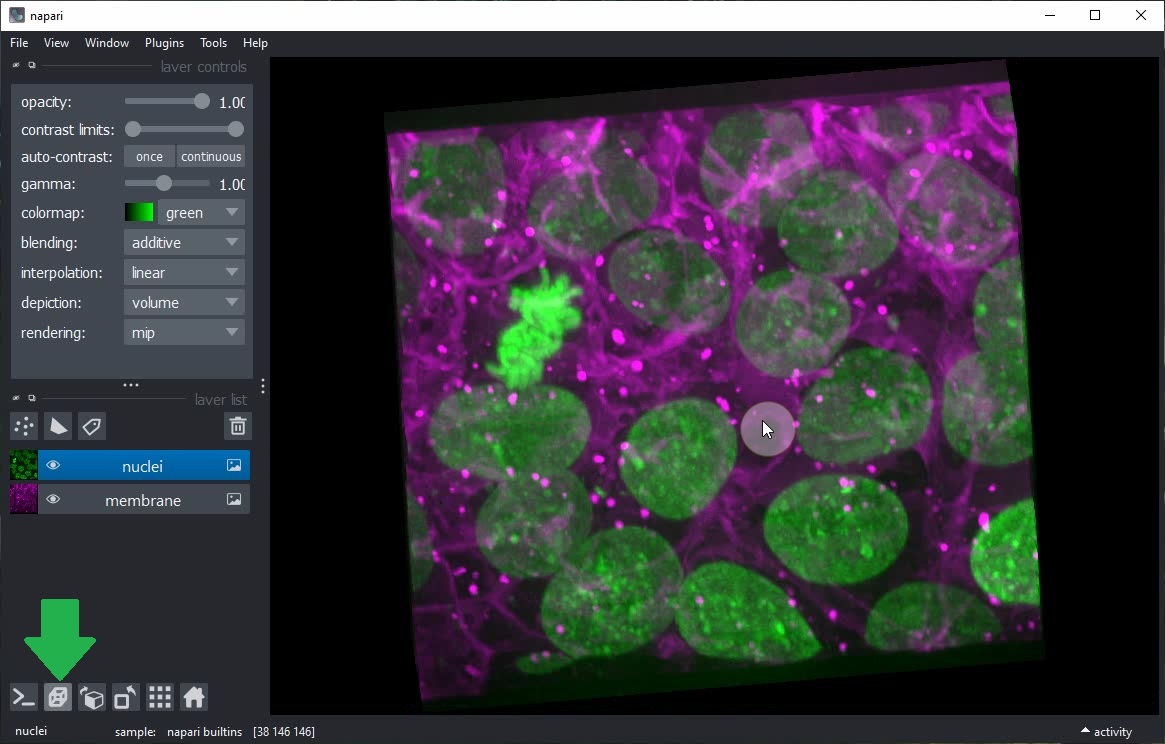 napari
File View Window Plugins Tools Help
layer controls
opacity: 1.00
contrast limits:
auto-contrast: once continuous
gamma: 1.00
colormap: green
blending: additive
interpolation: linear
depiction: volume
rendering: mip
layer list
nuclei
membrane
nuclei sample: napari builtins [38 146 146] activity